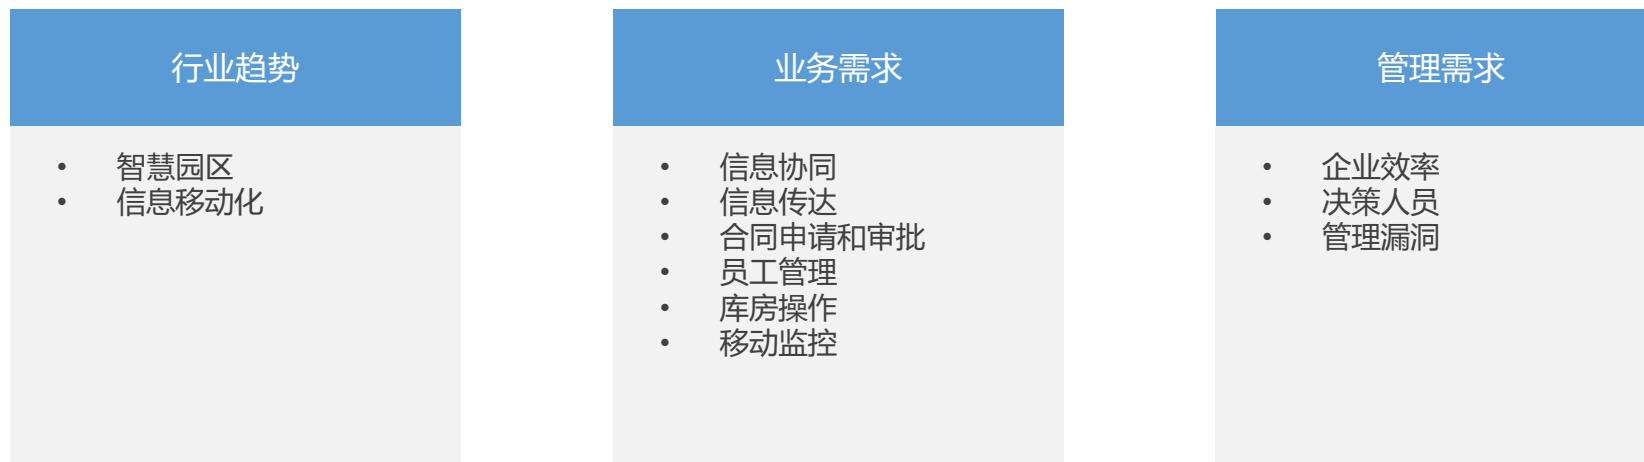 行业趋势
• 智慧园区
• 信息移动化
业务需求
• 信息协同
• 信息传达
• 合同申请和审批
• 员工管理
• 库房操作
• 移动监控
管理需求
• 企业效率
• 决策人员
• 管理漏洞